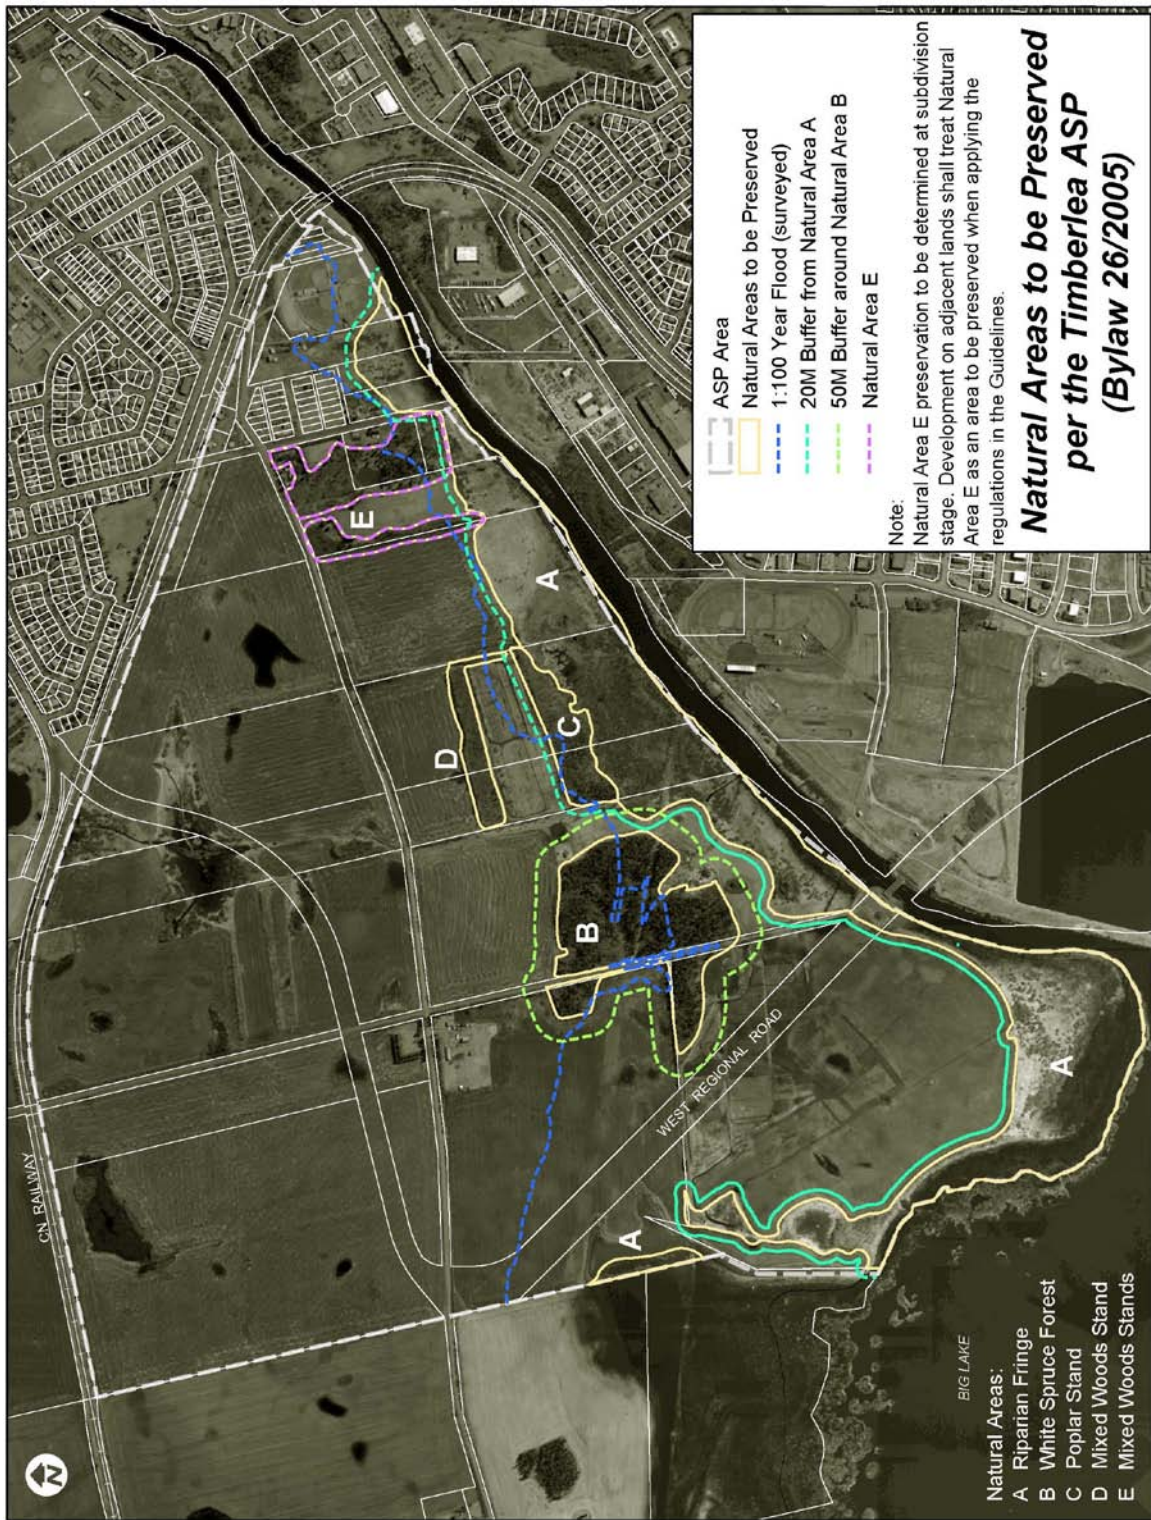 N
CN RAILWAY
E
A
D
C
B
WEST REGIONAL ROAD
A
A
BIG LAKE
Natural Areas:
A Riparian Fringe
B White Spruce Forest
C Poplar Stand
D Mixed Woods Stand
E Mixed Woods Stands
ASP Area
Natural Areas to be Preserved
1:100 Year Flood (surveyed)
20M Buffer from Natural Area A
50M Buffer around Natural Area B
Natural Area E
Note:
Natural Area E preservation to be determined at subdivision
stage. Development on adjacent lands shall treat Natural
Area E as an area to be preserved when applying the
regulations in the Guidelines.
Natural Areas to be Preserved
per the Timberlea ASP
(Bylaw 26/2005)